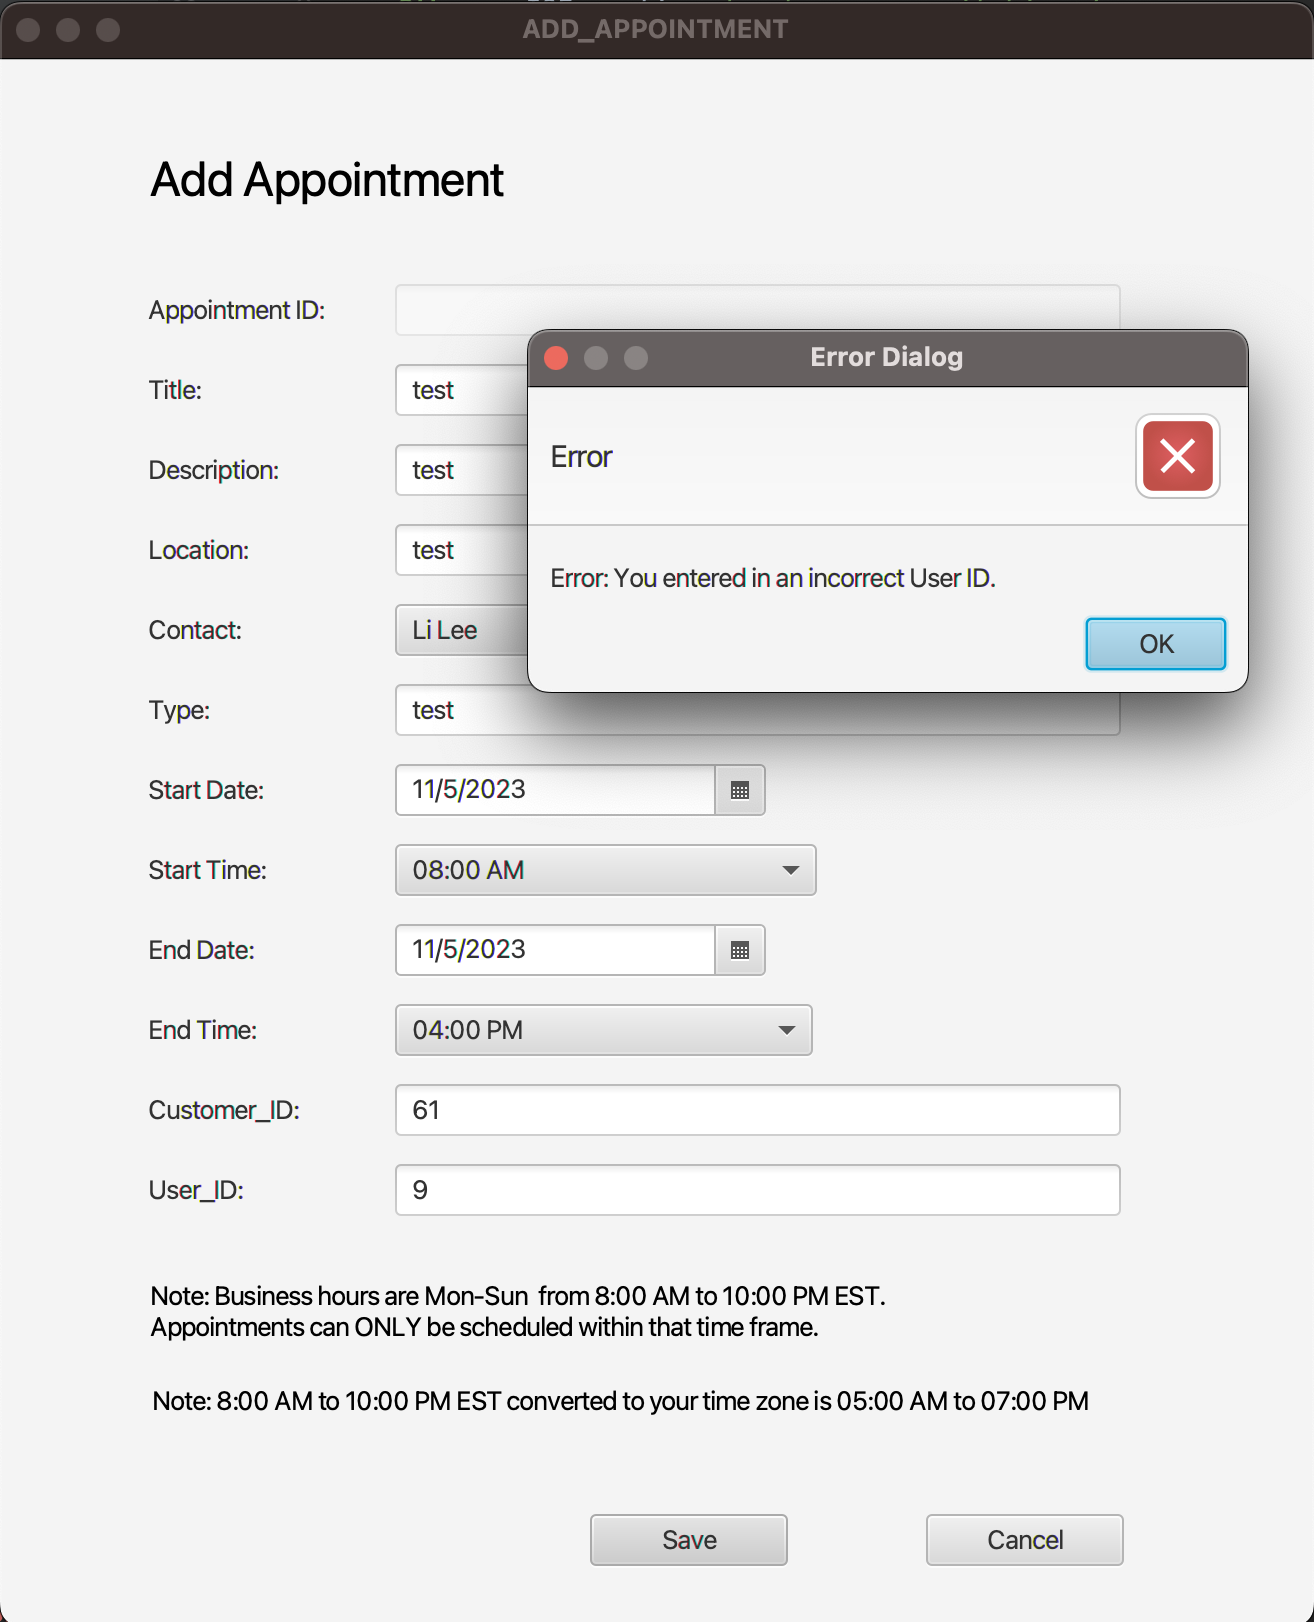 ADD_APPOINTMENT
Add Appointment
Appointment ID:
Error Dialog
Title:
test
Error
Description:
test
Location:
test
Error: You entered in an incorrect User ID.
Contact:
Li Lee
OK
Type:
test
Start Date:
11/5/2023
Start Time:
08:00 AM
End Date:
11/5/2023
End Time:
04:00 PM
Customer_ID:
61
User_ID:
9
Note: Business hours are Mon-Sun  from 8:00 AM to 10:00 PM EST.
Appointments can ONLY be scheduled within that time frame.
Note: 8:00 AM to 10:00 PM EST converted to your time zone is 05:00 AM to 07:00 PM
Save
Cancel